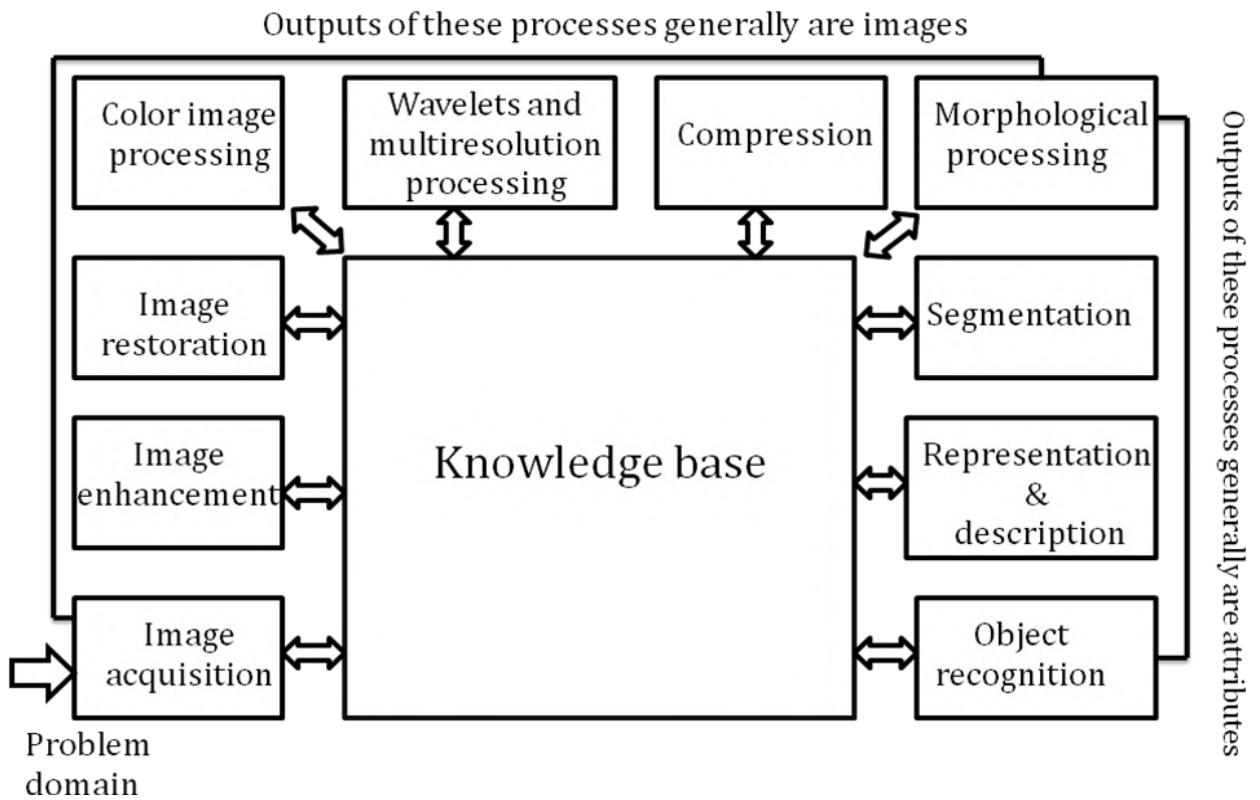 Outputs of these processes generally are images
Color image
processing
Wavelets and
multiresolution
processing
Compression
Morphological
processing
Outputs of these processes generally are attributes
Image
restoration
Segmentation
Image
enhancement
Knowledge base
Representation
&
description
Image
acquisition
Object
recognition
Problem
domain